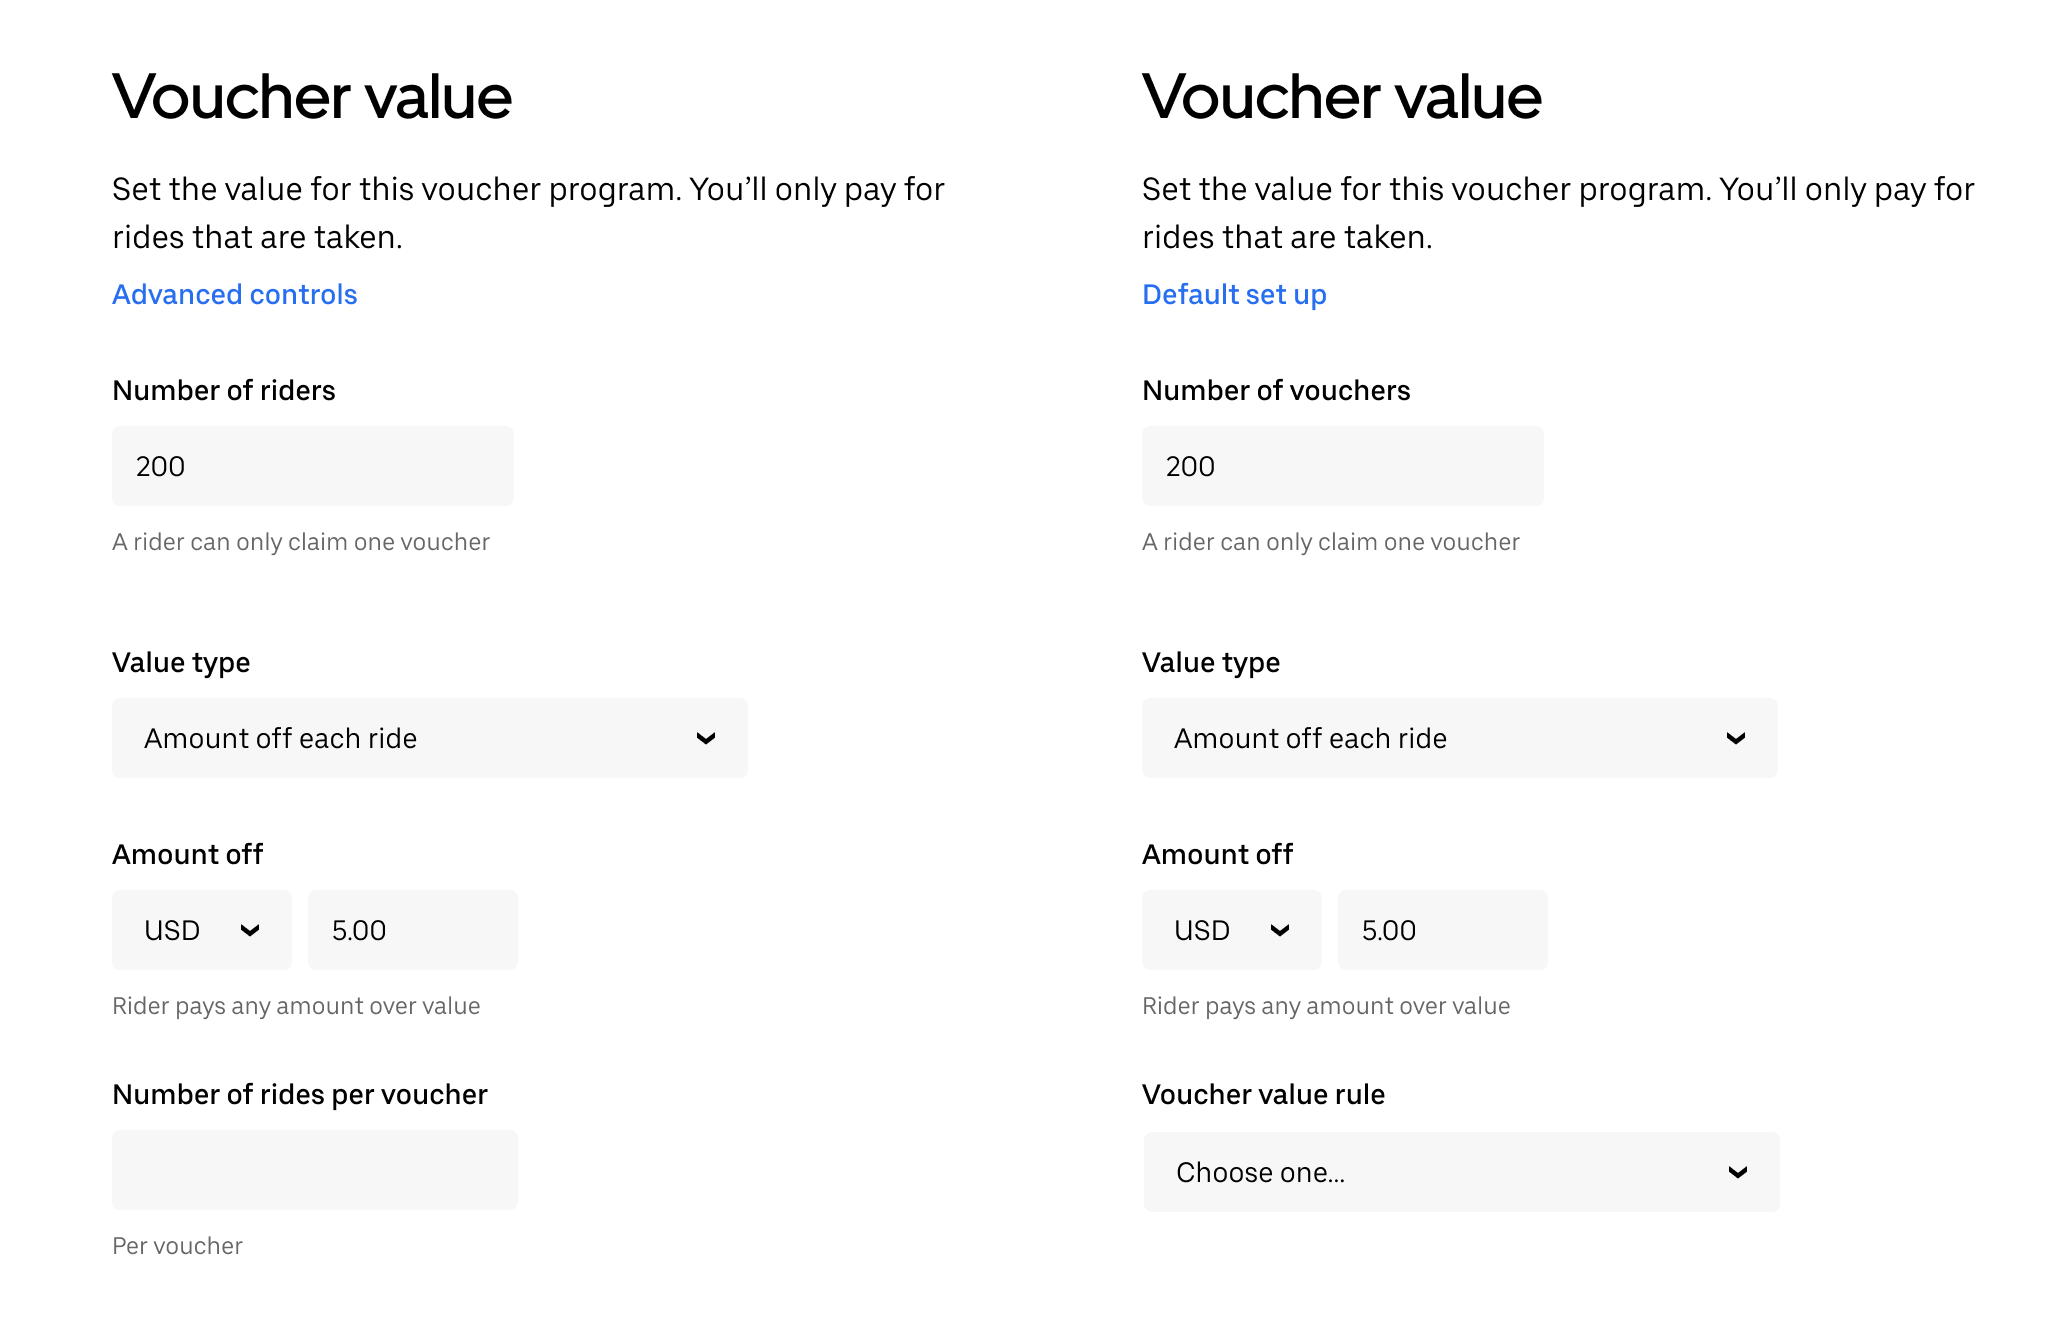 Voucher value
Set the value for this voucher program. You’ll only pay for
rides that are taken.
Advanced controls
Number of riders
200
A rider can only claim one voucher
Value type
Amount off each ride
Amount off
USD 5.00
Rider pays any amount over value
Number of rides per voucher
Per voucher
Voucher value
Set the value for this voucher program. You’ll only pay for
rides that are taken.
Default set up
Number of vouchers
200
A rider can only claim one voucher
Value type
Amount off each ride
Amount off
USD 5.00
Rider pays any amount over value
Voucher value rule
Choose one...